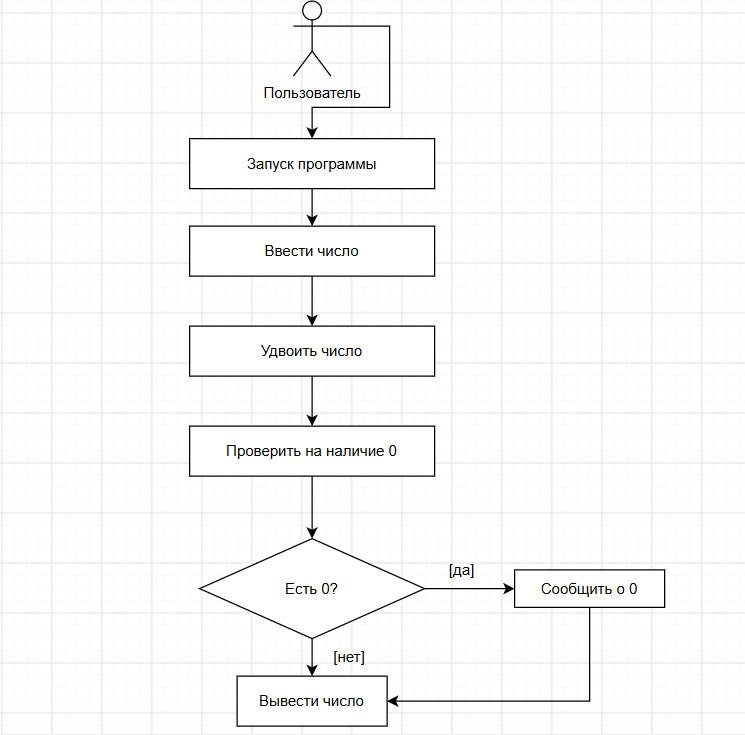 Пользователь
Запуск программы
Ввести число
Удвоить число
Проверить на наличие 0
Есть 0?
[да]
Сообщить о 0
[нет]
Вывести число